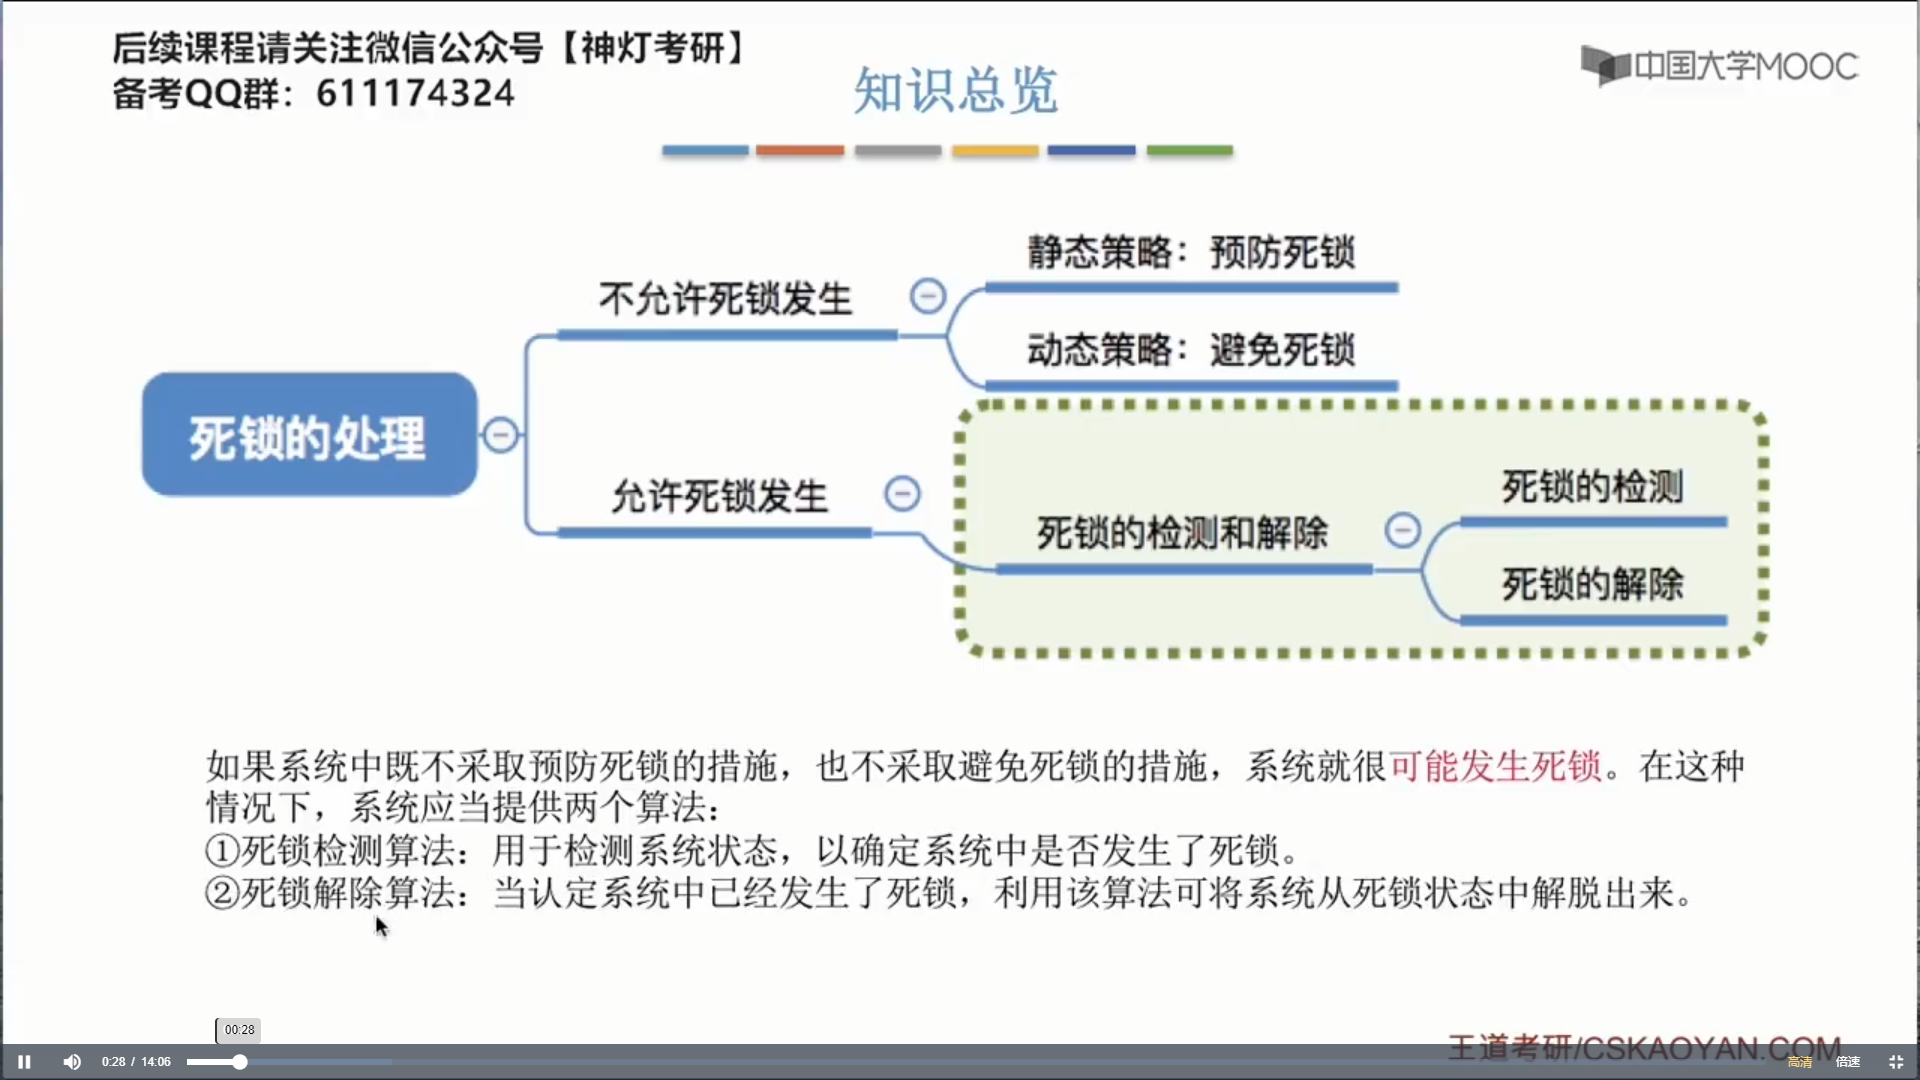 后续课程请关注微信公众号【神灯考研】
备考QQ群：611174324
中国大学MOOC
知识总览
静态策略：预防死锁
不允许死锁发生
动态策略：避免死锁
死锁的处理
允许死锁发生
死锁的检测
死锁的检测和解除
死锁的解除
如果系统中既不采取预防死锁的措施，也不采取避免死锁的措施，系统就很可能发生死锁。在这种
情况下，系统应当提供两个算法：
①死锁检测算法：用于检测系统状态，以确定系统中是否发生了死锁。
②死锁解除算法：当认定系统中已经发生了死锁，利用该算法可将系统从死锁状态中解脱出来。
00:28
王道考研/CSKAOYAN.COM
0:28 / 14:06
高清
倍速